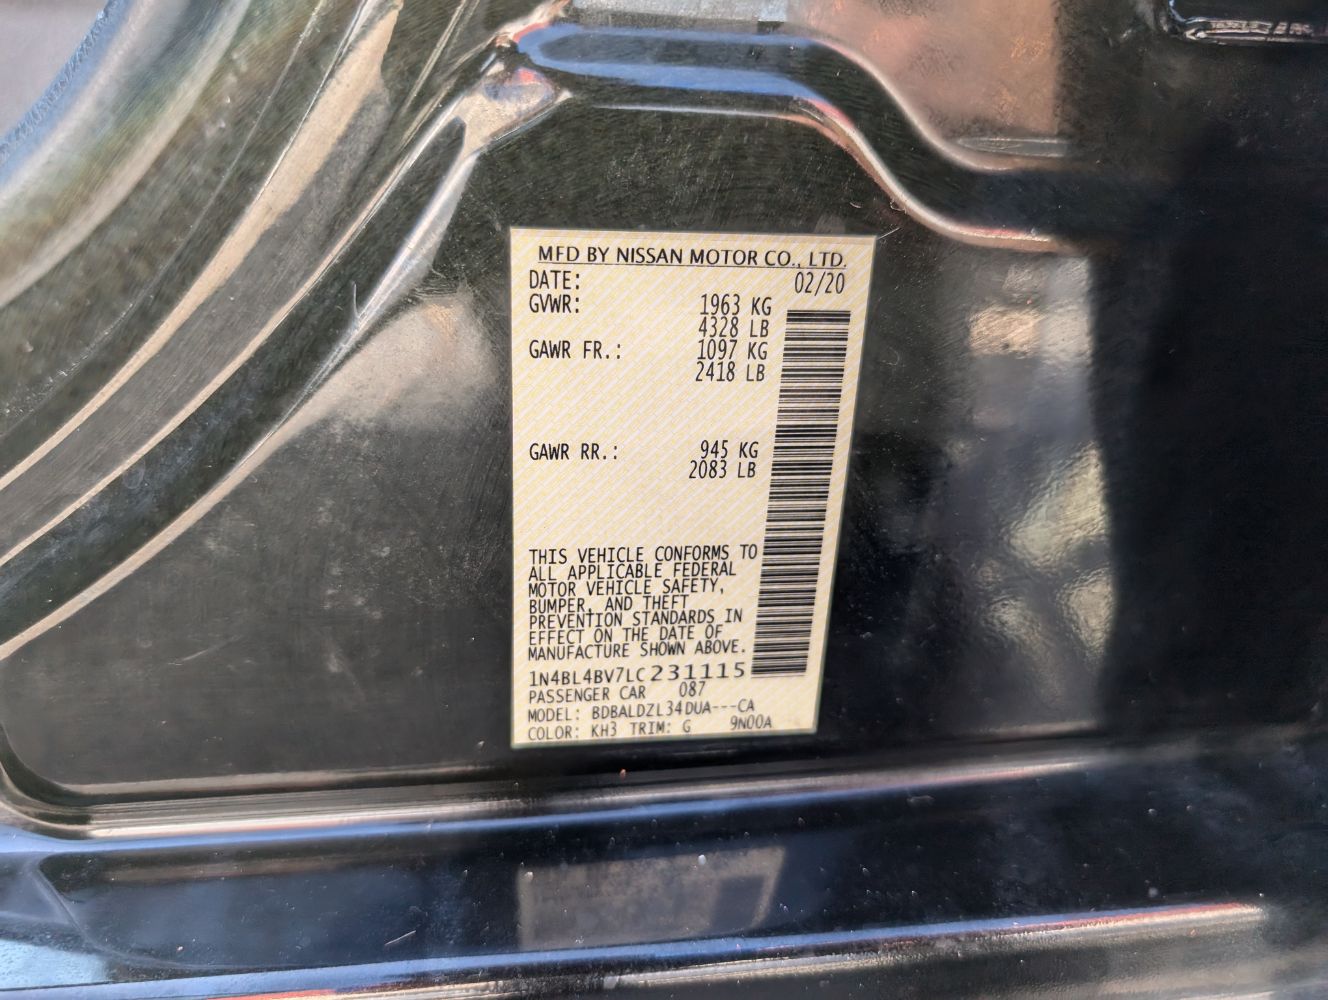 MFD BY NISSAN MOTOR CO., LTD.
DATE: 02/20
GVWR: 1963 KG
4328 LB
GAWR FR.: 1097 KG
2418 LB
GAWR RR.: 945 KG
2083 LB
THIS VEHICLE CONFORMS TO
ALL APPLICABLE FEDERAL
MOTOR VEHICLE SAFETY,
BUMPER, AND THEFT
PREVENTION STANDARDS IN
EFFECT ON THE DATE OF
MANUFACTURE SHOWN ABOVE.
1N4BL4BV7LC231115
PASSENGER CAR 087
MODEL: BDBALDZL34DUA---CA
COLOR: KH3 TRIM: G 9N00A